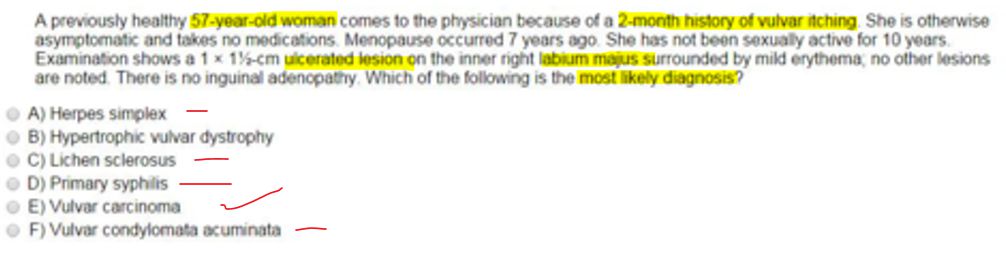 A previously healthy 57-year-old woman comes to the physician because of a 2-month history of vulvar itching. She is otherwise
asymptomatic and takes no medications. Menopause occurred 7 years ago. She has not been sexually active for 10 years.
Examination shows a 1 × 1½-cm ulcerated lesion on the inner right labium majus surrounded by mild erythema; no other lesions
are noted. There is no inguinal adenopathy. Which of the following is the most likely diagnosis?
A) Herpes simplex
B) Hypertrophic vulvar dystrophy
C) Lichen sclerosus
D) Primary syphilis
E) Vulvar carcinoma
F) Vulvar condylomata acuminata